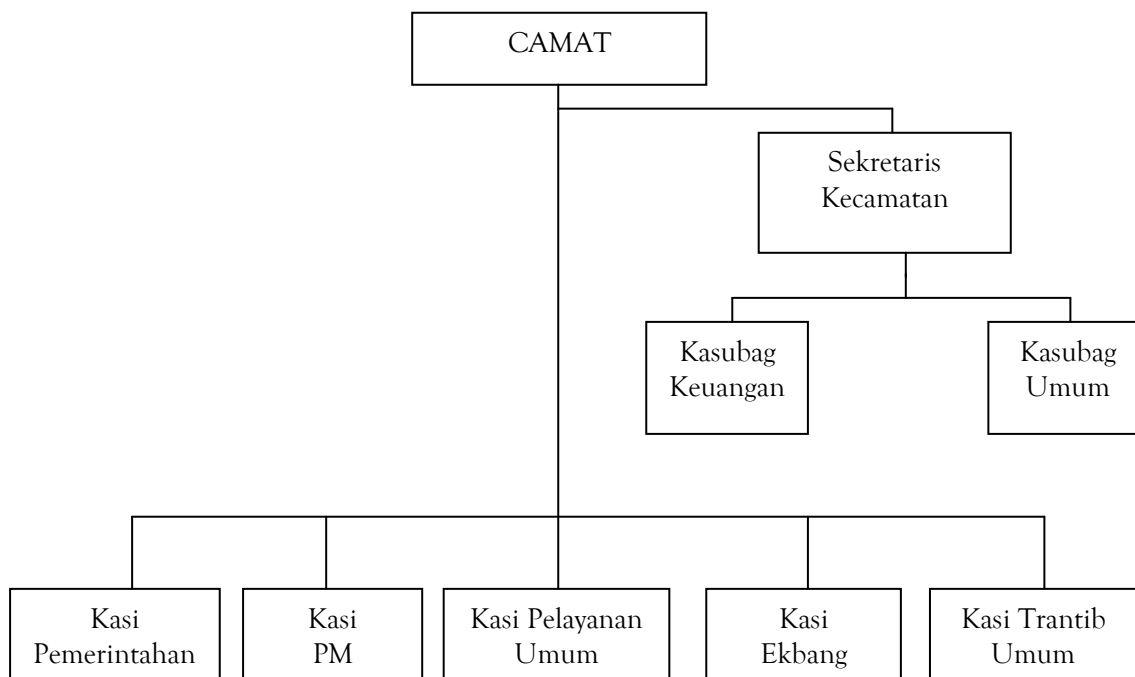 CAMAT
Sekretaris
Kecamatan
Kasubag
Keuangan
Kasubag
Umum
Kasi
Pemerintahan
Kasi
PM
Kasi Pelayanan
Umum
Kasi
Ekbang
Kasi Trantib
Umum